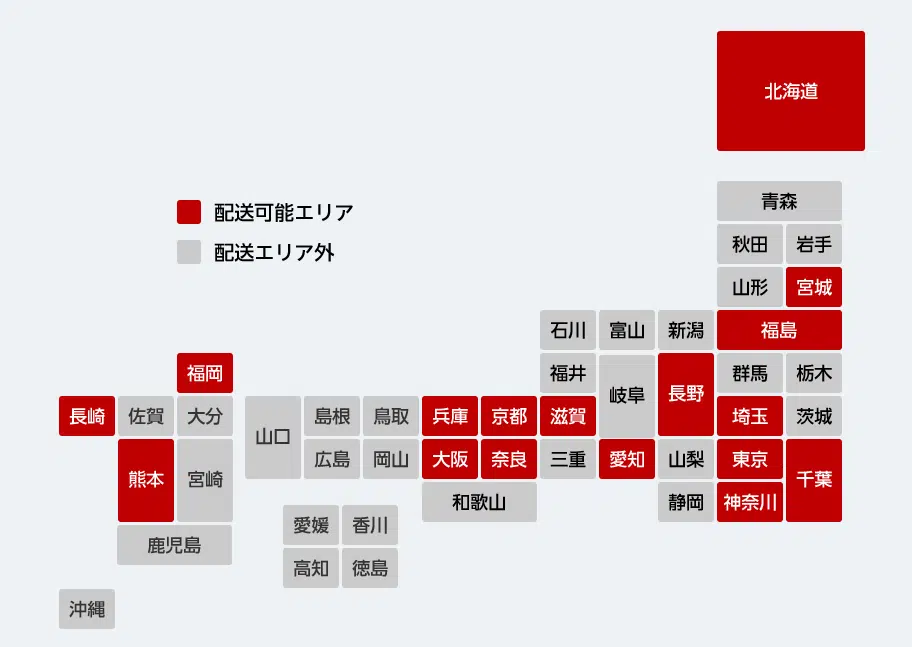 北海道
配送可能エリア
配送エリア外
青森
秋田 岩手
山形 宮城
石川 富山 新潟 福島
福岡 福井 岐阜 長野 群馬 栃木
長崎 佐賀 大分 山口 島根 鳥取 兵庫 京都 滋賀 埼玉 茨城
熊本 宮崎 広島 岡山 大阪 奈良 三重 愛知 山梨 東京 千葉
和歌山 静岡 神奈川
鹿児島 愛媛 香川
高知 徳島
沖縄